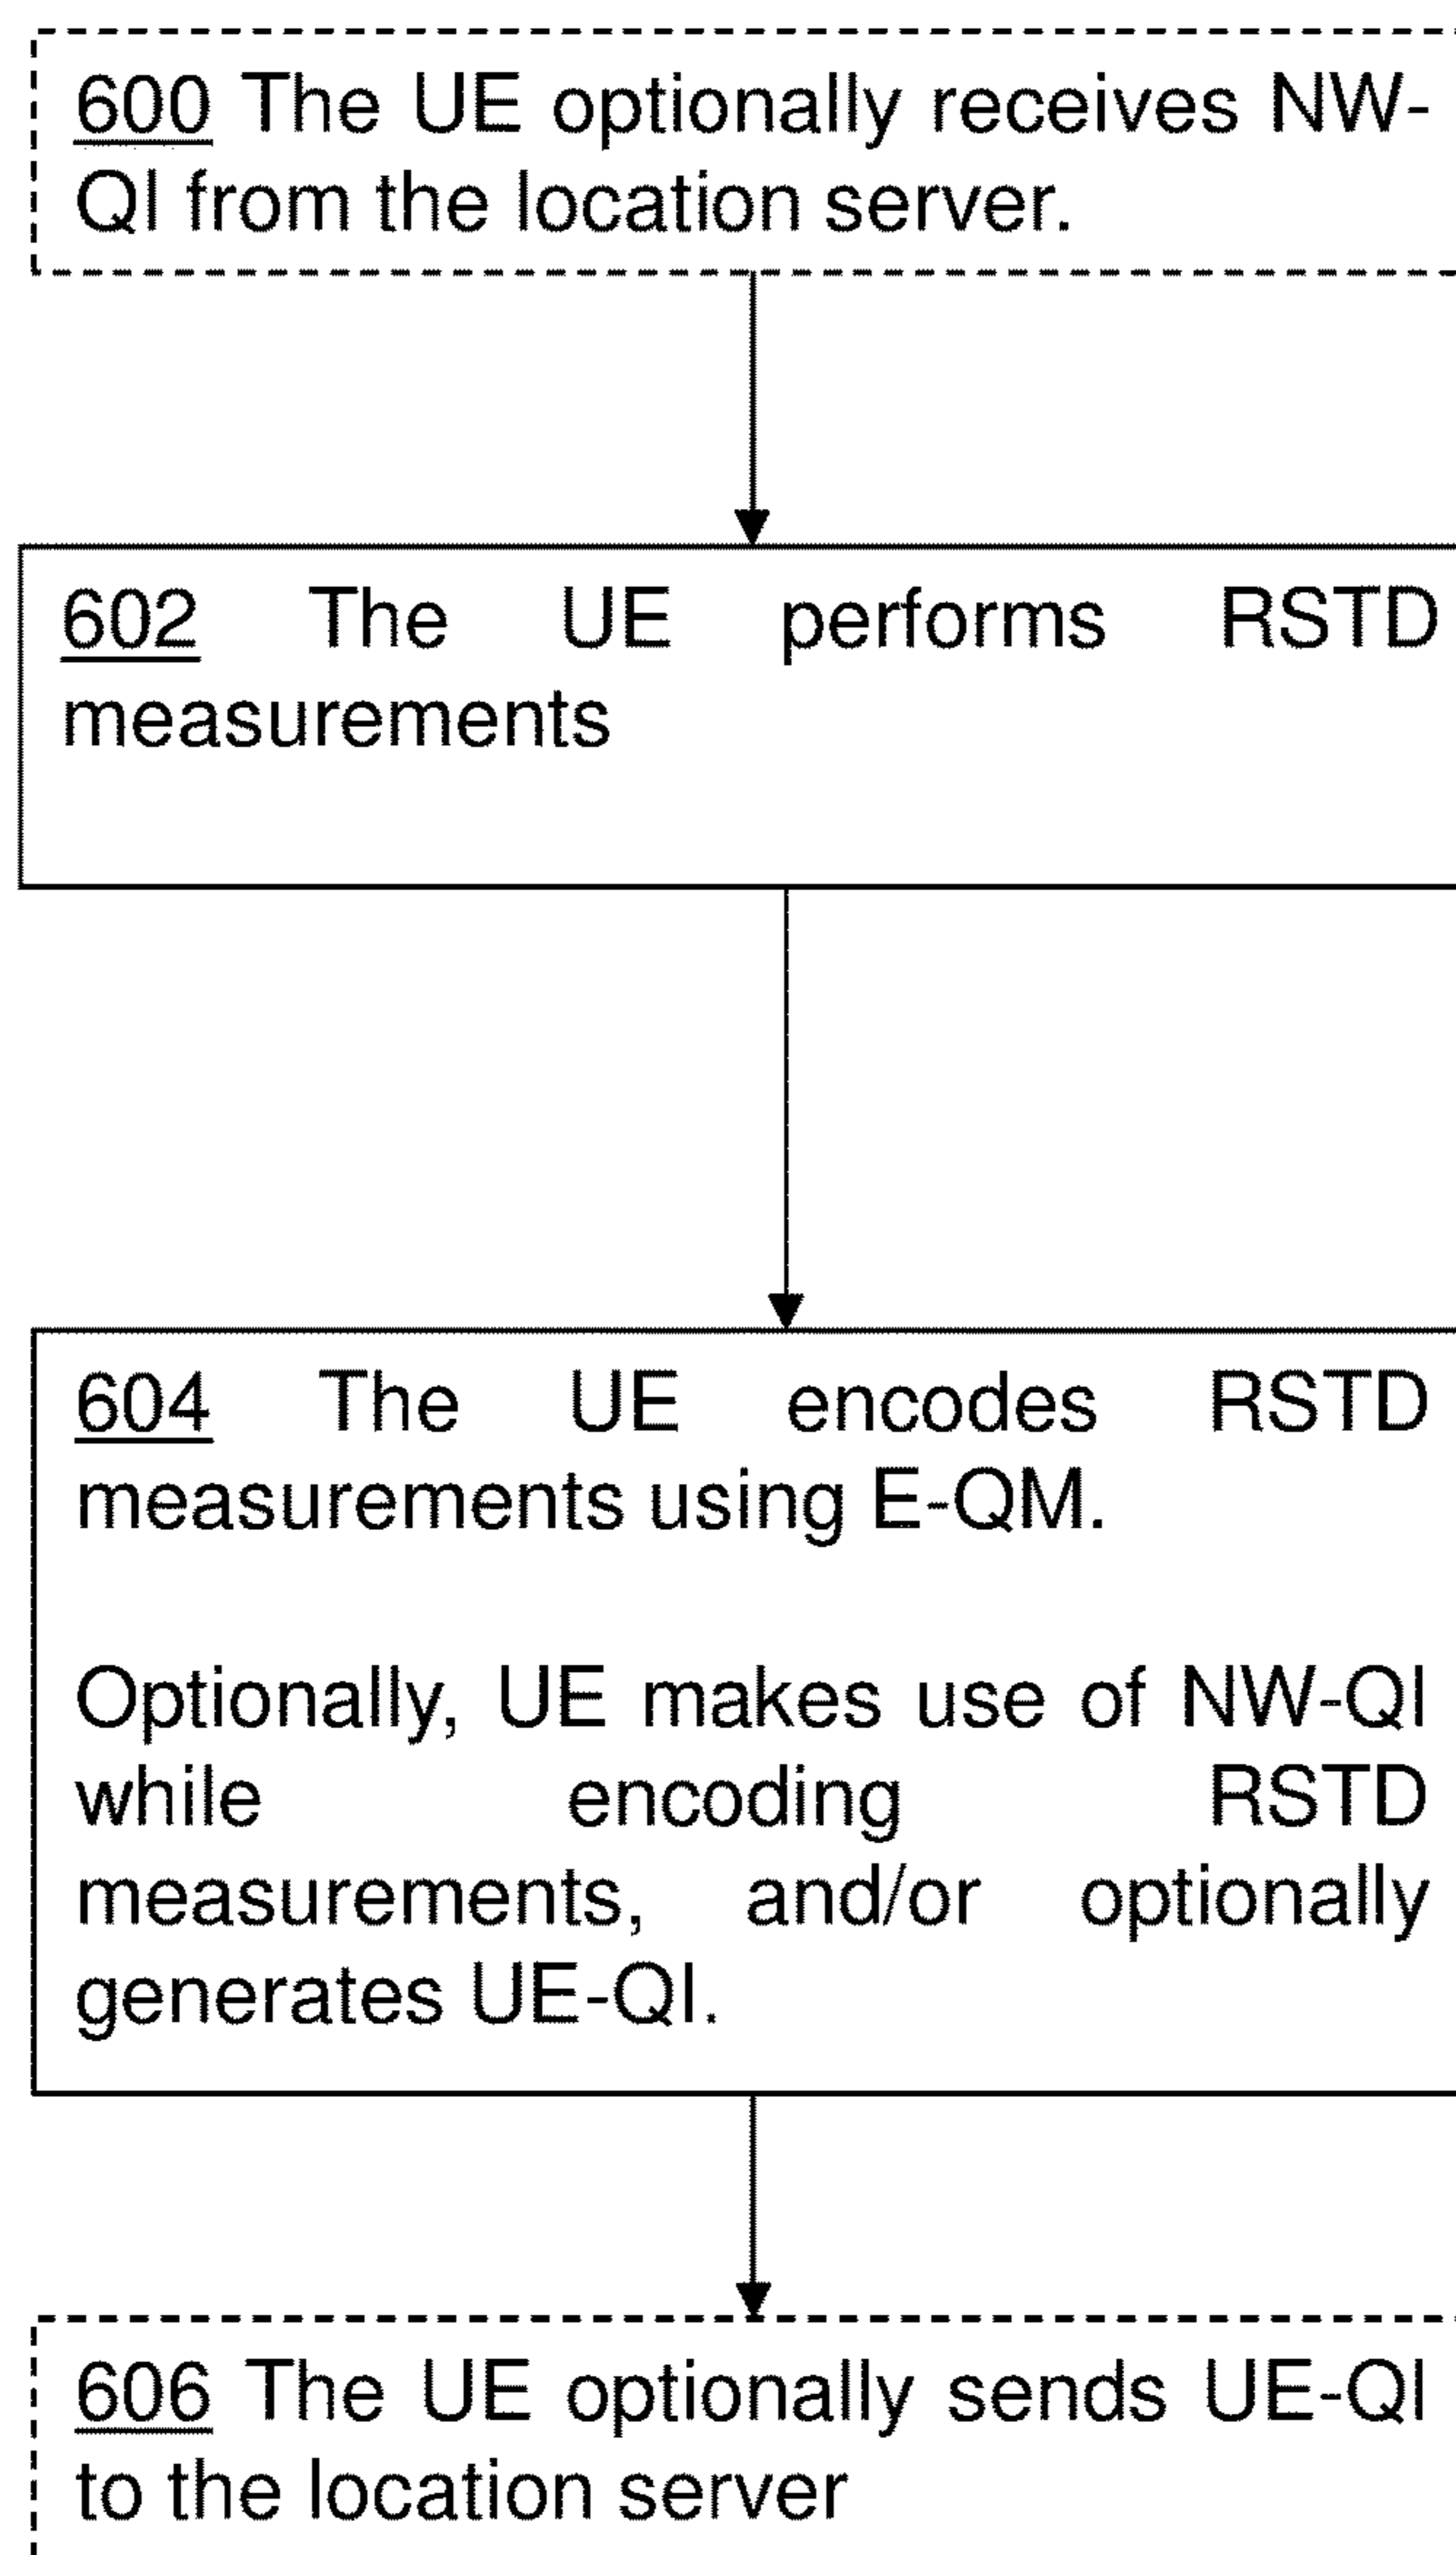 600 The UE optionally receives NW-
QI from the location server.
602 The UE performs RSTD
measurements
604 The UE encodes RSTD
measurements using E-QM.
Optionally, UE makes use of NW-QI
while encoding RSTD
measurements, and/or optionally
generates UE-QI.
606 The UE optionally sends UE-QI
to the location server